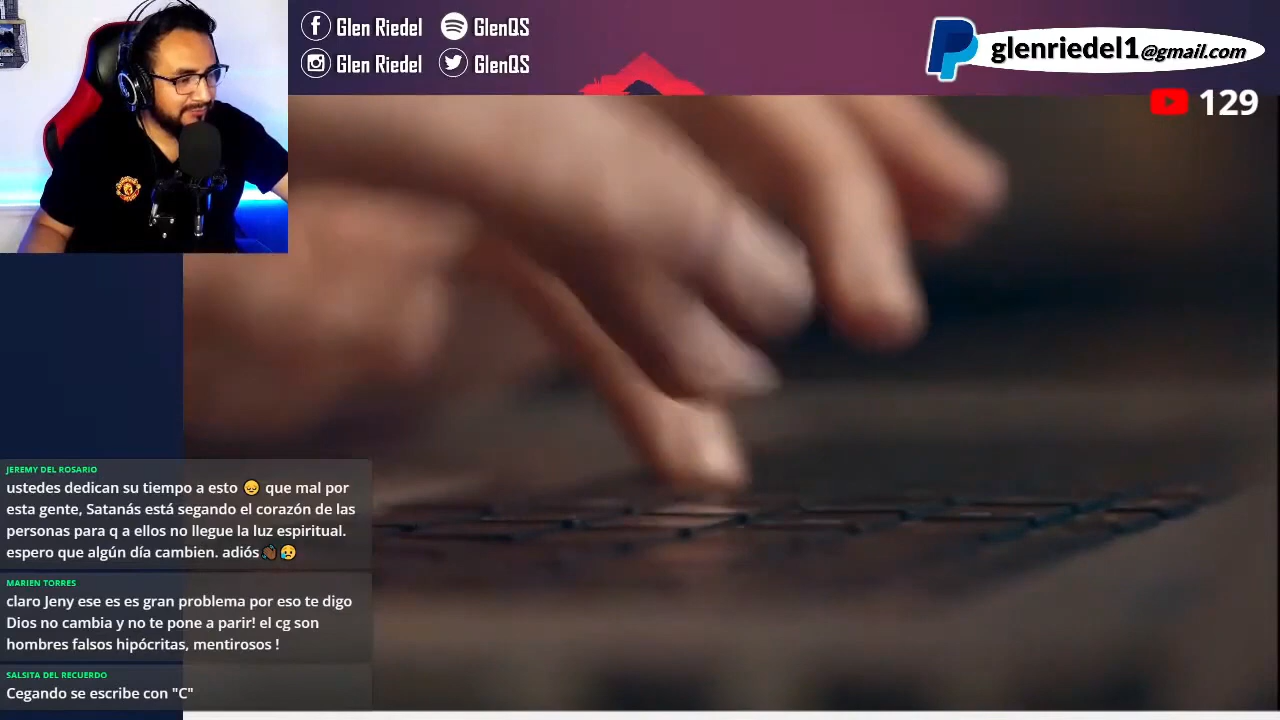 Glen Riedel GlenQS
Glen Riedel GlenQS
glenriedel1@gmail.com
129
JEREMY DEL ROSARIO
ustedes dedican su tiempo a esto 😔 que mal por
esta gente, Satanás está segando el corazón de las
personas para q a ellos no llegue la luz espiritual.
espero que algún día cambien. adiós👋🏾😥
MARIEN TORRES
claro Jeny ese es es gran problema por eso te digo
Dios no cambia y no te pone a parir! el cg son
hombres falsos hipócritas, mentirosos !
SALSITA DEL RECUERDO
Cegando se escribe con "C"